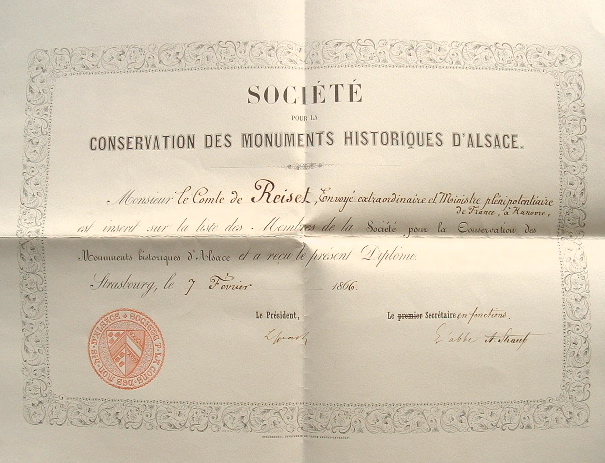 SOCIÉTÉ
POUR LA
CONSERVATION DES MONUMENTS HISTORIQUES D'ALSACE.
Monsieur le Comte de Reiset, Envoyé extraordinaire et Ministre plénipotentiaire
de France, à Hanovre,
est inscrit sur la liste des Membres de la Société pour la Conservation des
Monuments historiques d'Alsace et a reçu le présent Diplôme.
Strasbourg, le 7 Février 1866.
Le Président,
Le premier Secrétaire en fonctions,
L'abbé A. Straub